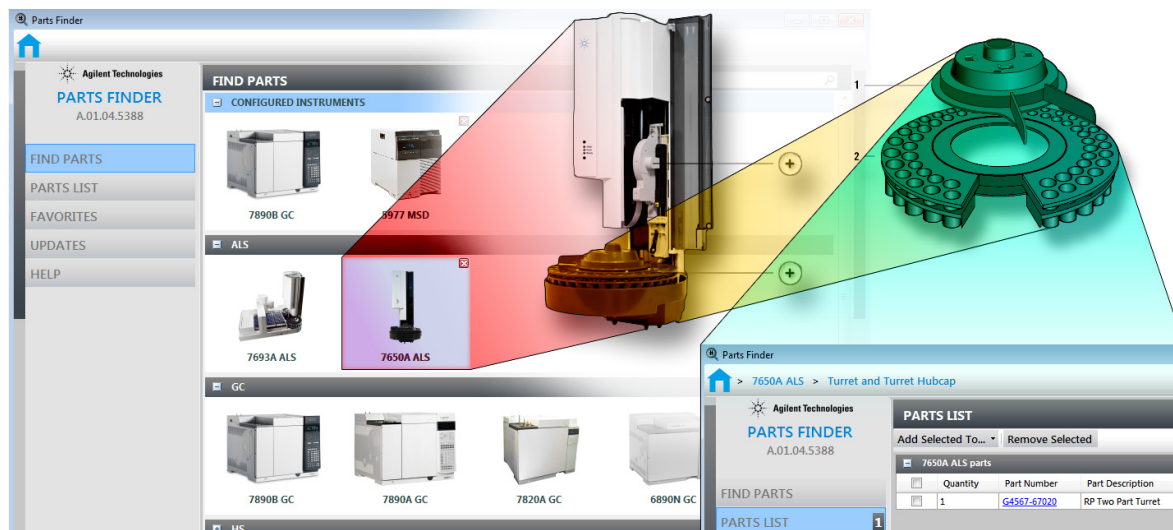 Parts Finder
Agilent Technologies
PARTS FINDER
A.01.04.5388
FIND PARTS
PARTS LIST
FAVORITES
UPDATES
HELP
FIND PARTS
CONFIGURED INSTRUMENTS
7890B GC
5977 MSD
ALS
7693A ALS
7650A ALS
GC
7890B GC
7890A GC
7820A GC
6890N GC
HS
1
2
Parts Finder
> 7650A ALS > Turret and Turret Hubcap
Agilent Technologies
PARTS FINDER
A.01.04.5388
FIND PARTS
PARTS LIST 1
PARTS LIST
Add Selected To... Remove Selected
7650A ALS parts
Quantity Part Number Part Description
1 G4567-67020 RP Two Part Turret